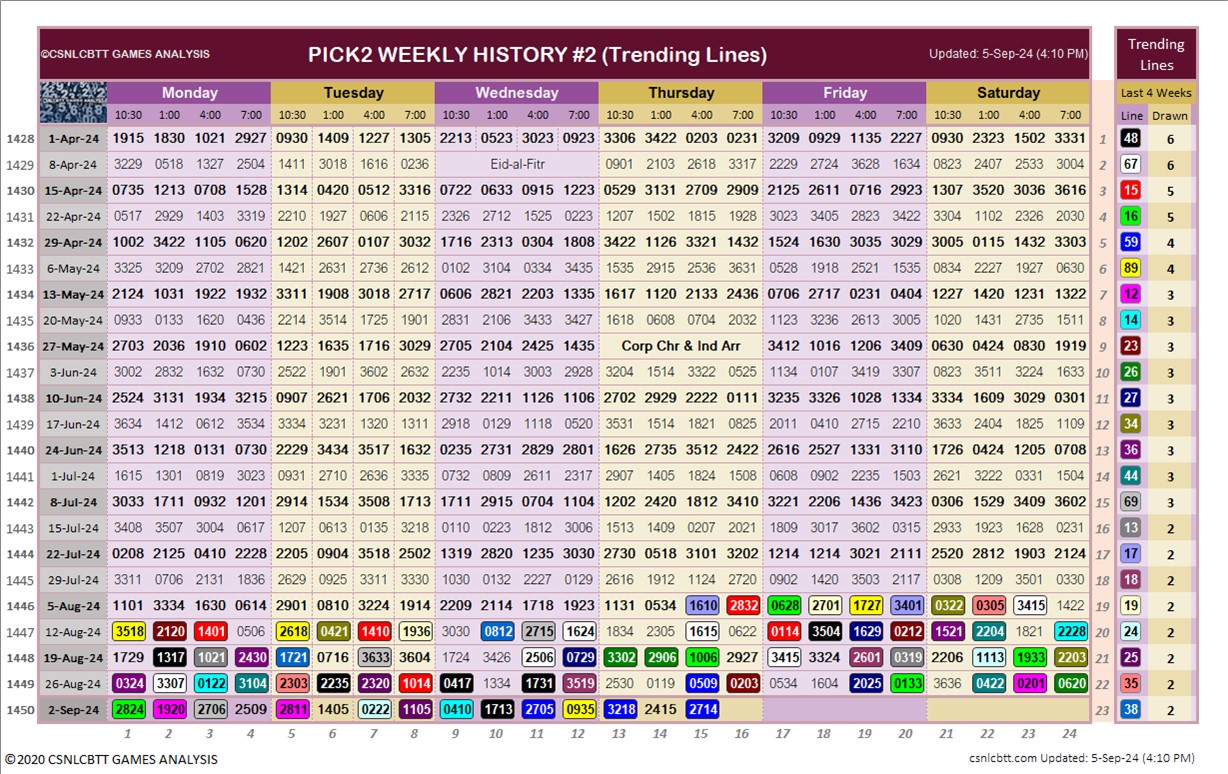 ©CSNLCBTT GAMES ANALYSIS PICK2 WEEKLY HISTORY #2 (Trending Lines) Updated: 5-Sep-24 (4:10 PM)
Trending
Lines
Monday Tuesday Wednesday Thursday Friday Saturday Last 4 Weeks
10:30 1:00 4:00 7:00 10:30 1:00 4:00 7:00 10:30 1:00 4:00 7:00 10:30 1:00 4:00 7:00 10:30 1:00 4:00 7:00 10:30 1:00 4:00 7:00 Line Drawn
1428 1-Apr-24 1915 1830 1021 2927 0930 1409 1227 1305 2213 0523 3023 0923 3306 3422 0203 0231 3209 0929 1135 2227 0930 2323 1502 3331 1 48 6
1429 8-Apr-24 3229 0518 1327 2504 1411 3018 1616 0236 Eid-al-Fitr 0901 2103 2618 3317 2229 2724 3628 1634 0823 2407 2533 3004 2 67 6
1430 15-Apr-24 0735 1213 0708 1528 1314 0420 0512 3316 0722 0633 0915 1223 0529 3131 2709 2909 2125 2611 0716 2923 1307 3520 3036 3616 3 15 5
1431 22-Apr-24 0517 2929 1403 3319 2210 1927 0606 2115 2326 2712 1525 0223 1207 1502 1815 1928 3023 3405 2823 3422 3304 1102 2326 2030 4 16 5
1432 29-Apr-24 1002 3422 1105 0620 1202 2607 0107 3032 1716 2313 0304 1808 3422 1126 3321 1432 1524 1630 3035 3029 3005 0115 1432 3303 5 59 4
1433 6-May-24 3325 3209 2702 2821 1421 2631 2736 2612 0102 3104 0334 3435 1535 2915 2536 3631 0528 1918 2521 1535 0834 2227 1927 0630 6 89 4
1434 13-May-24 2124 1031 1922 1932 3311 1908 3018 2717 0606 2821 2203 1335 1617 1120 2133 2436 0706 2717 0231 0404 1227 1420 1231 1322 7 12 3
1435 20-May-24 0933 0133 1620 0436 2214 3514 1725 1901 2831 2106 3433 3427 1618 0608 0704 2032 1123 3236 2613 3005 1020 1431 2735 1511 8 14 3
1436 27-May-24 2703 2036 1910 0602 1223 1635 1716 3029 2705 2104 2425 1435 Corp Chr & Ind Arr 3412 1016 1206 3409 0630 0424 0830 1919 9 23 3
1437 3-Jun-24 3002 2832 1632 0730 2522 1901 3602 2632 2235 1014 3003 2928 3204 1514 3322 0525 1134 0107 3419 3307 0823 3511 3224 1633 10 26 3
1438 10-Jun-24 2524 3131 1934 3215 0907 2621 1706 2032 2732 2211 1126 1106 2702 2929 2222 0111 3235 3326 1028 1334 3334 1609 3029 0301 11 27 3
1439 17-Jun-24 3634 1412 0612 3534 3334 3231 1320 1311 2918 0129 1118 0520 3531 1514 1821 0825 2011 0410 2715 2210 3633 2404 1825 1109 12 34 3
1440 24-Jun-24 3513 1218 0131 0730 2229 3434 3517 1632 0235 2731 2829 2801 1626 2735 3512 2422 2616 2527 1331 3110 1726 0424 1205 0708 13 36 3
1441 1-Jul-24 1615 1301 0819 3023 0931 2710 2636 3335 0732 0809 2611 2317 2907 1405 1824 1508 0608 0902 2235 1503 2621 3222 0331 1504 14 44 3
1442 8-Jul-24 3033 1711 0932 1201 2914 1534 3508 1713 1711 2915 0704 1104 1202 2420 1812 3410 3221 2206 1436 3423 0306 1529 3409 3602 15 69 3
1443 15-Jul-24 3408 3507 3004 0617 1207 0613 0135 3218 0110 0223 1812 3006 1513 1409 0207 2021 1809 3017 3602 0315 2933 1923 1628 0231 16 13 2
1444 22-Jul-24 0208 2125 0410 2228 2205 0904 3518 2502 1319 2820 1235 3030 2730 0518 3101 3202 1214 1214 3021 2111 2520 2812 1903 2124 17 17 2
1445 29-Jul-24 3311 0706 2131 1836 2629 0925 3311 3330 1030 0132 2227 0129 2616 1912 1124 2720 0902 1420 3503 2117 0308 1209 3501 0330 18 18 2
1446 5-Aug-24 1101 3334 1630 0614 2901 0810 3224 1914 2209 2114 1718 1923 1131 0534 1610 2832 0628 2701 1727 3401 0322 0305 3415 1422 19 19 2
1447 12-Aug-24 3518 2120 1401 0506 2618 0421 1410 1936 3030 0812 2715 1624 1834 2305 1615 0622 0114 3504 1629 0212 1521 2204 1821 2228 20 24 2
1448 19-Aug-24 1729 1317 1021 2430 1721 0716 3633 3604 1724 3426 2506 0729 3302 2906 1006 2927 3415 3324 2601 0319 2206 1113 1933 2203 21 25 2
1449 26-Aug-24 0324 3307 0122 3104 2303 2235 2320 1014 0417 1334 1731 3519 2530 0119 0509 0203 0534 1604 2025 0133 3636 0422 0201 0620 22 35 2
1450 2-Sep-24 2824 1920 2706 2509 2811 1405 0222 1105 0410 1713 2705 0935 3218 2415 2714 23 38 2
1 2 3 4 5 6 7 8 9 10 11 12 13 14 15 16 17 18 19 20 21 22 23 24
©2020 CSNLCBTT GAMES ANALYSIS csnlcbtt.com Updated: 5-Sep-24 (4:10 PM)